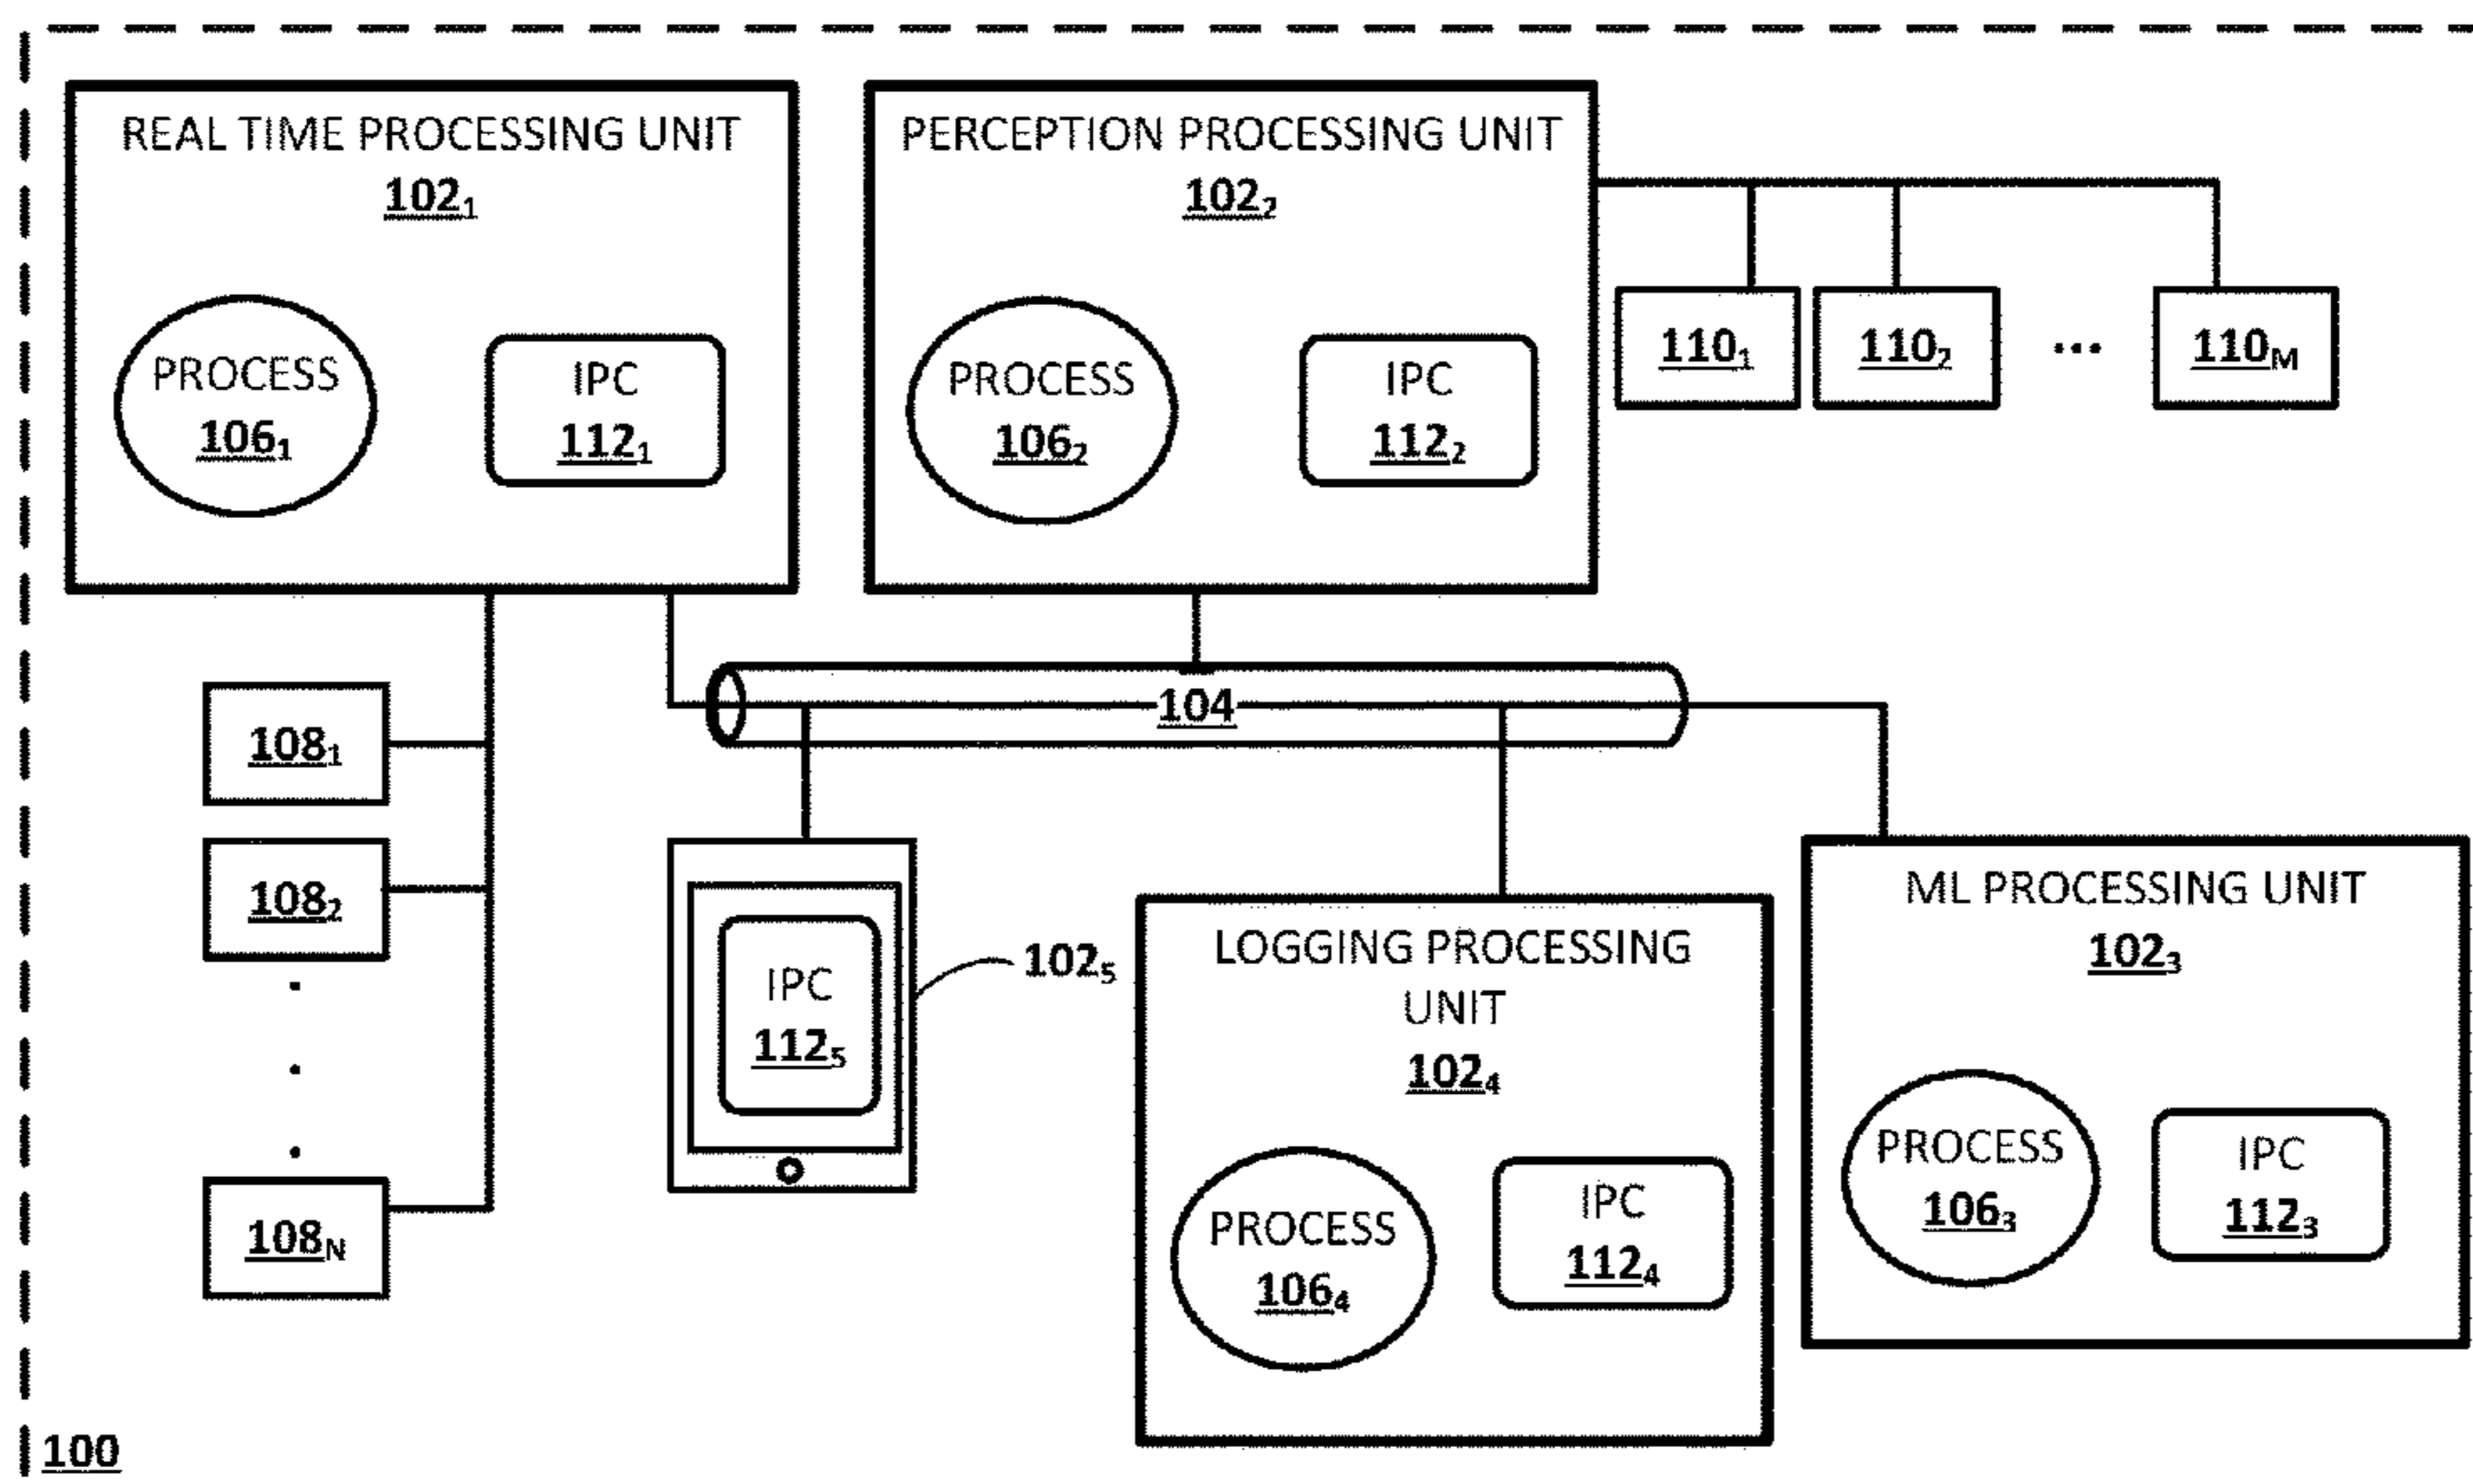 REAL TIME PROCESSING UNIT
102₁
PROCESS
106₁
IPC
112₁
PERCEPTION PROCESSING UNIT
102₂
PROCESS
106₂
IPC
112₂
110₁
110₂
...
110M
104
108₁
108₂
108N
IPC
112₅
102₅
LOGGING PROCESSING
UNIT
102₄
PROCESS
106₄
IPC
112₄
ML PROCESSING UNIT
102₃
PROCESS
106₃
IPC
112₃
100